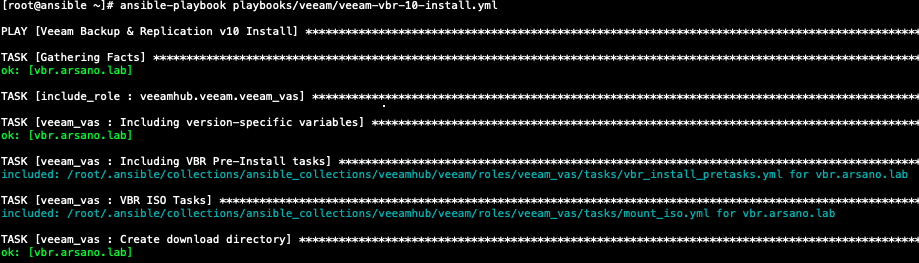 [root@ansible ~]# ansible-playbook playbooks/veeam/veeam-vbr-10-install.yml
PLAY [Veeam Backup & Replication v10 Install] *********************************************************************************************
TASK [Gathering Facts] ********************************************************************************************************************
ok: [vbr.arsano.lab]
TASK [include_role : veeamhub.veeam.veeam_vas] ********************************************************************************************
TASK [veeam_vas : Including version-specific variables] ***********************************************************************************
ok: [vbr.arsano.lab]
TASK [veeam_vas : Including VBR Pre-Install tasks] ****************************************************************************************
included: /root/.ansible/collections/ansible_collections/veeamhub/veeam/roles/veeam_vas/tasks/vbr_install_pretasks.yml for vbr.arsano.lab
TASK [veeam_vas : VBR ISO Tasks] **********************************************************************************************************
included: /root/.ansible/collections/ansible_collections/veeamhub/veeam/roles/veeam_vas/tasks/mount_iso.yml for vbr.arsano.lab
TASK [veeam_vas : Create download directory] **********************************************************************************************
ok: [vbr.arsano.lab]